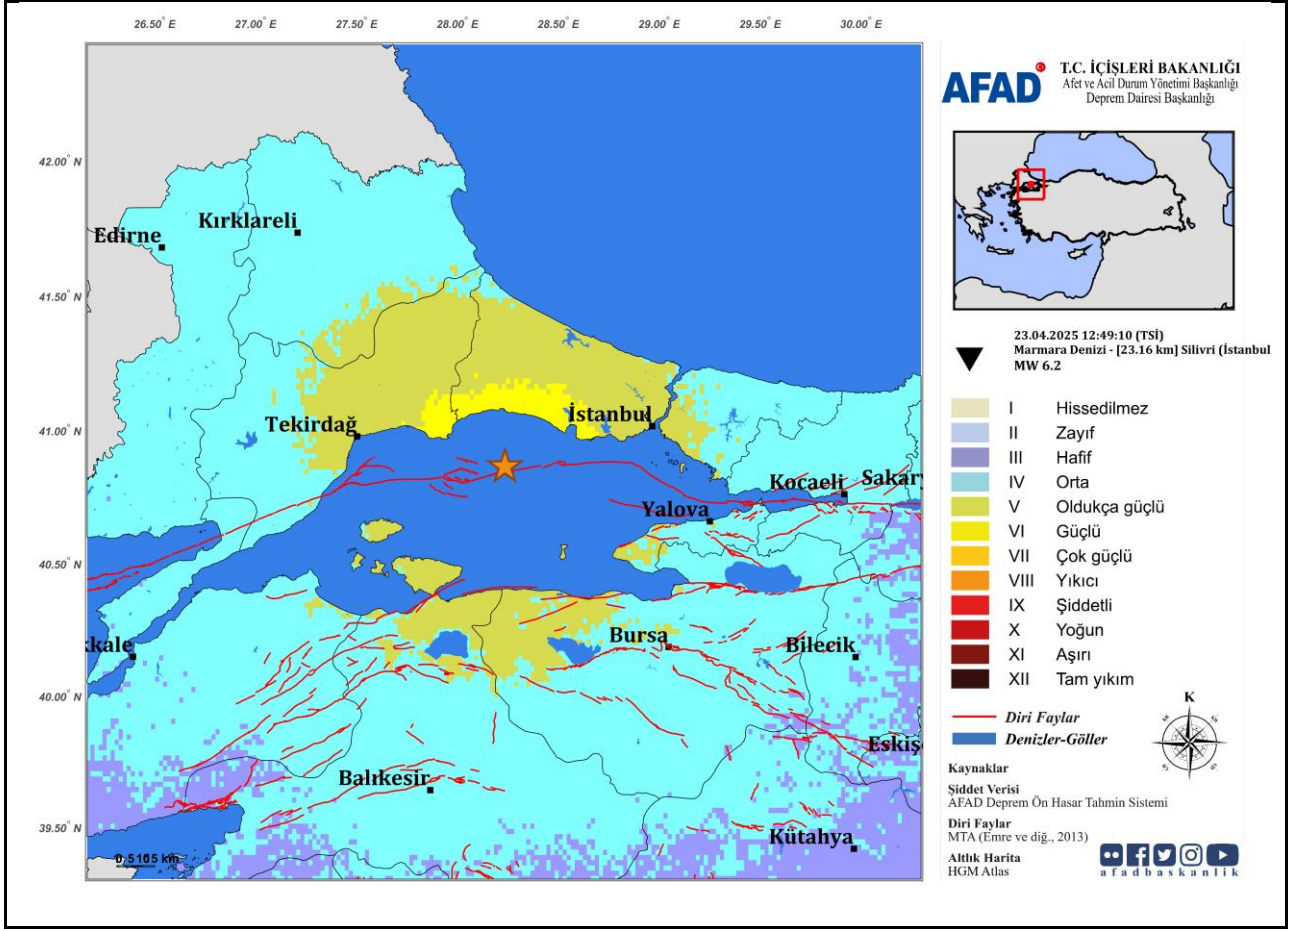 26.50° E 27.00° E 27.50° E 28.00° E 28.50° E 29.00° E 29.50° E 30.00° E
42.00° N
41.50° N
41.00° N
40.50° N
40.00° N
39.50° N
Kırklareli
Edirne
İstanbul
Tekirdağ
Kocaeli Sakary
Yalova
Bursa
kkale
Bilecik
Eskişe
Balıkesir
Kütahya
AFAD
T.C. İÇİŞLERİ BAKANLIĞI
Afet ve Acil Durum Yönetimi Başkanlığı
Deprem Dairesi Başkanlığı
23.04.2025 12:49:10 (TSİ)
Marmara Denizi - [23.16 km] Silivri (İstanbul
MW 6.2
I Hissedilmez
II Zayıf
III Hafif
IV Orta
V Oldukça güçlü
VI Güçlü
VII Çok güçlü
VIII Yıkıcı
IX Şiddetli
X Yoğun
XI Aşırı
XII Tam yıkım
K
Diri Faylar
Denizler-Göller
Kaynaklar
Şiddet Verisi
AFAD Deprem Ön Hasar Tahmin Sistemi
Diri Faylar
MTA (Emre ve diğ., 2013)
Altlık Harita
HGM Atlas
afadbaskanlik